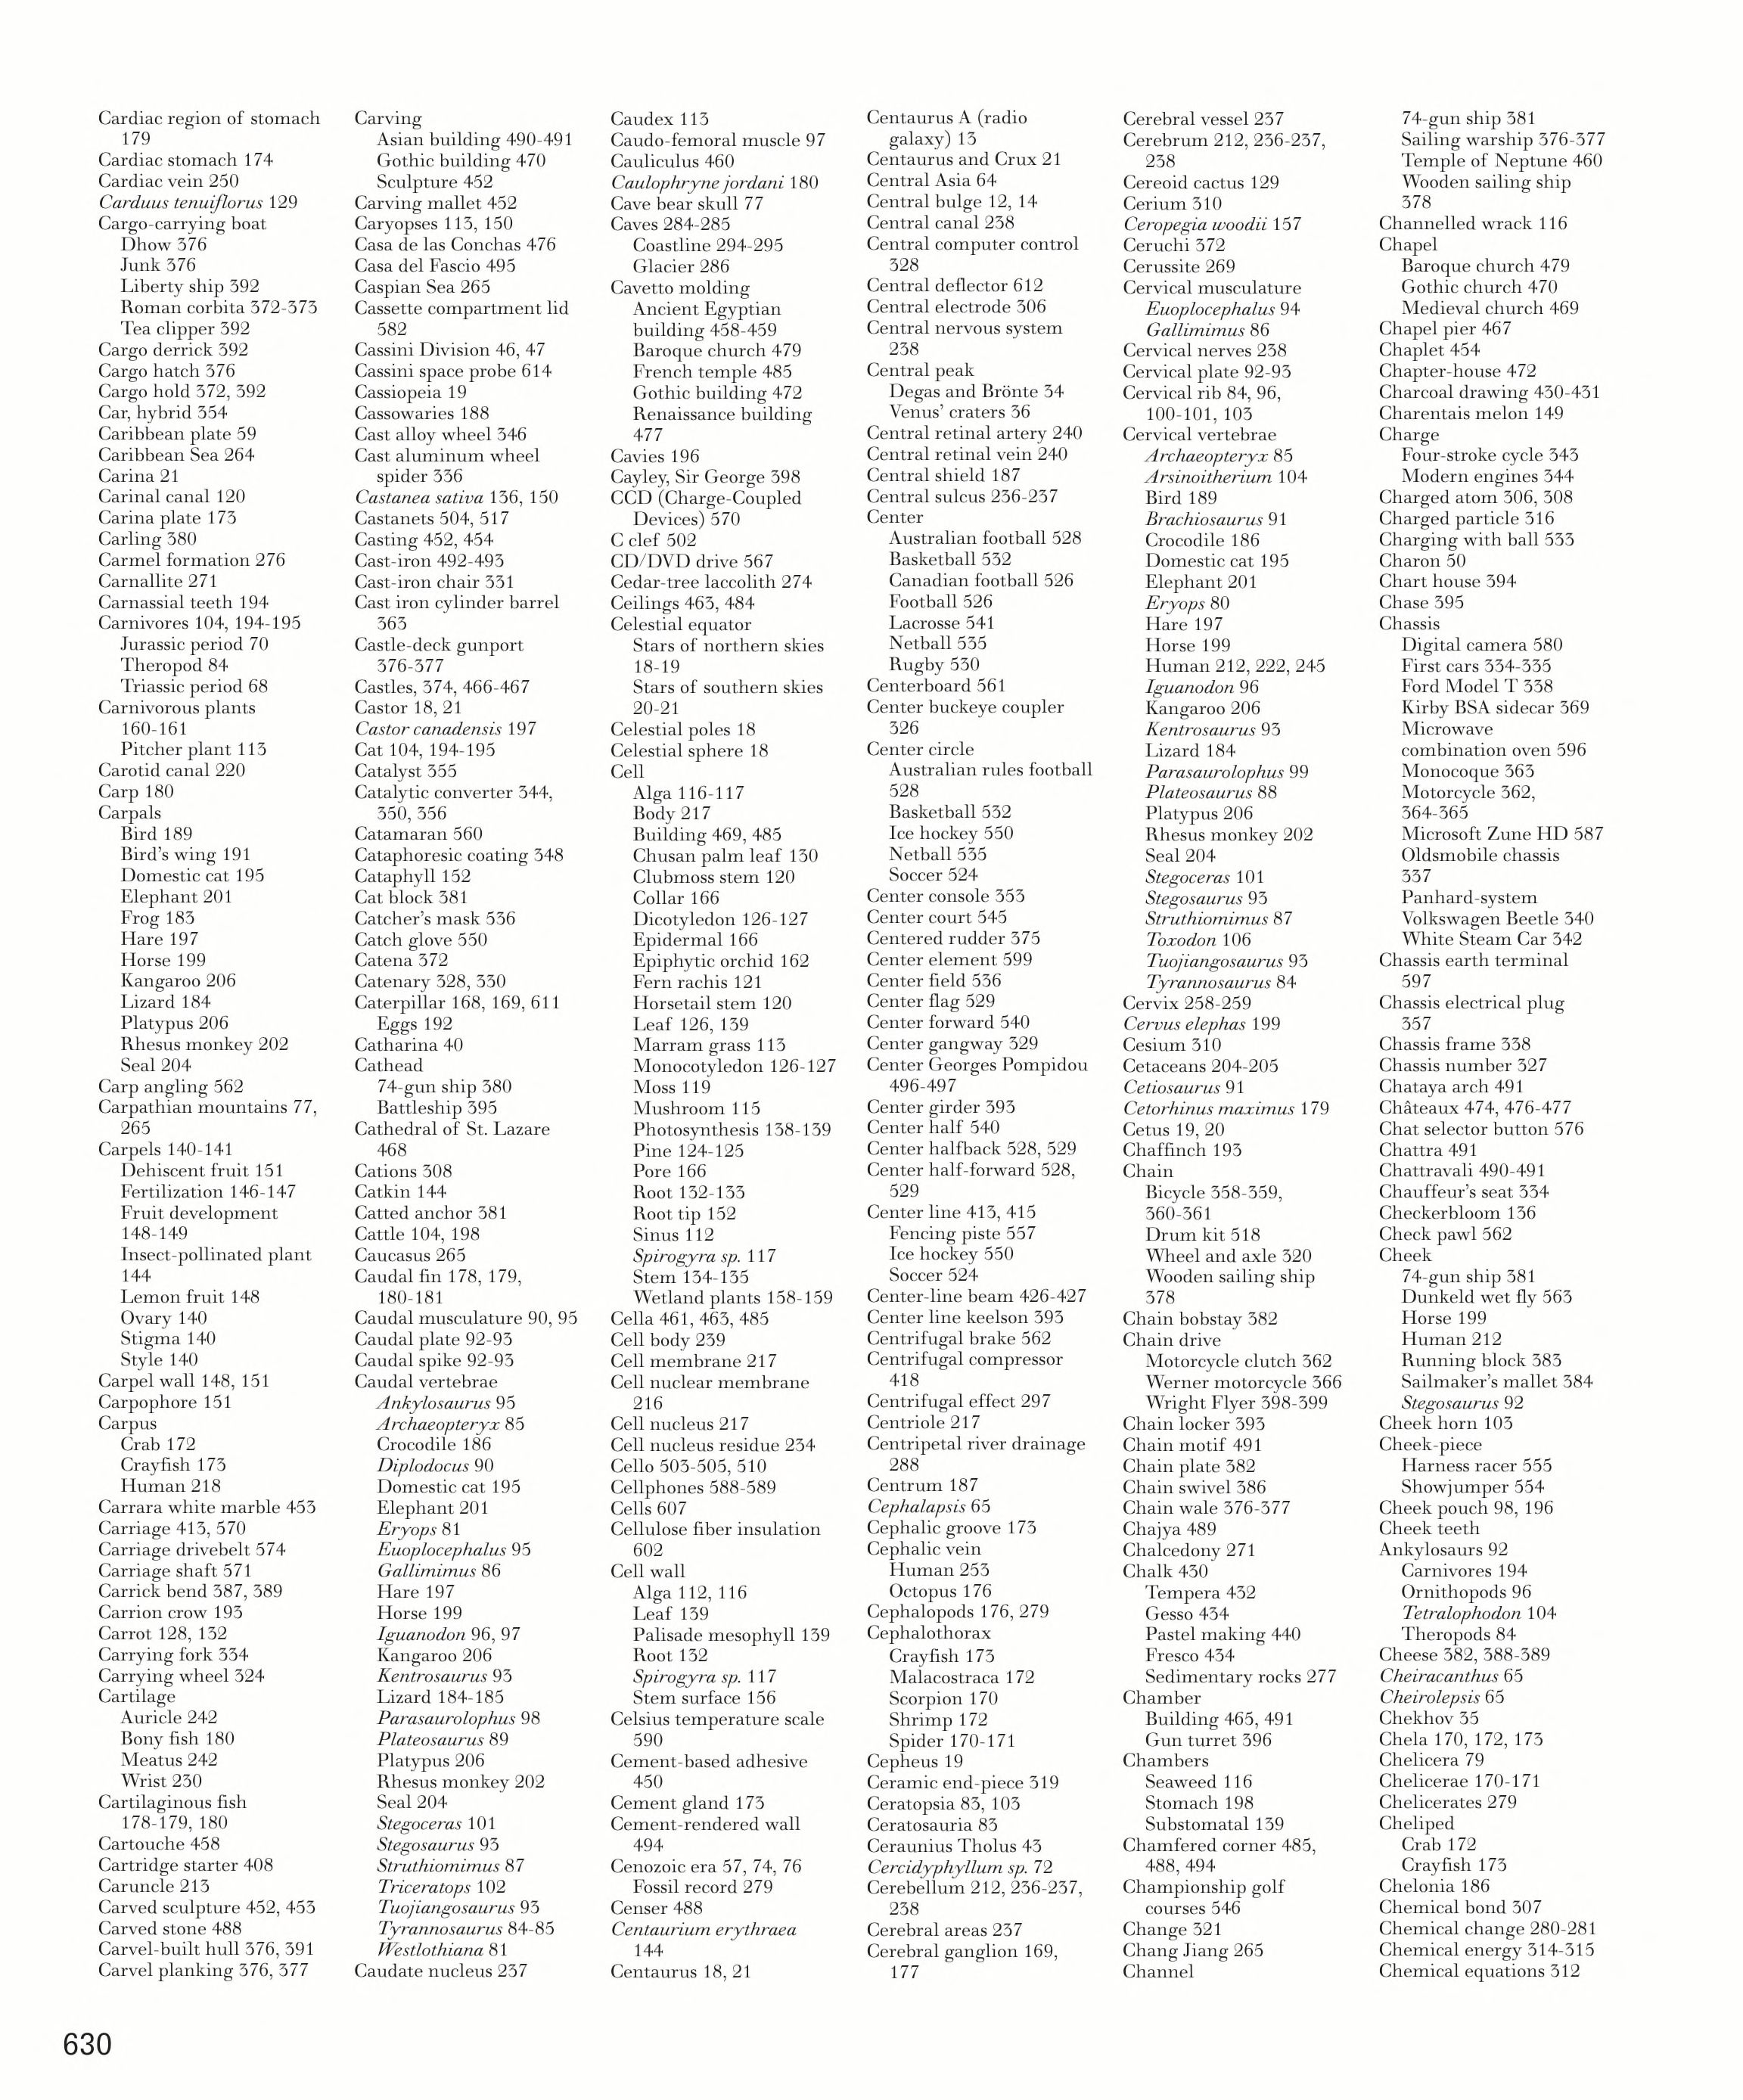 Cardiac region of stomach
179
Cardiac stomach 174
Cardiac vein 250
Carduus tenuiflorus 129
Cargo-carrying boat
Dhow 376
Junk 376
Liberty ship 392
Roman corbita 372-373
Tea clipper 392
Cargo derrick 392
Cargo hatch 376
Cargo hold 372, 392
Car, hybrid 354
Caribbean plate 59
Caribbean Sea 264
Carina 21
Carinal canal 120
Carina plate 173
Carling 380
Carmel formation 276
Carnallite 271
Carnassial teeth 194
Carnivores 104, 194-195
Jurassic period 70
Theropod 84
Triassic period 68
Carnivorous plants
160-161
Pitcher plant 113
Carotid canal 220
Carp 180
Carpals
Bird 189
Bird's wing 191
Domestic cat 195
Elephant 201
Frog 183
Hare 197
Horse 199
Kangaroo 206
Lizard 184
Platypus 206
Rhesus monkey 202
Seal 204
Carp angling 562
Carpathian mountains 77,
265
Carpels 140-141
Dehiscent fruit 151
Fertilization 146-147
Fruit development
148-149
Insect-pollinated plant
144
Lemon fruit 148
Ovary 140
Stigma 140
Style 140
Carpel wall 148, 151
Carpophore 151
Carpus
Crab 172
Crayfish 173
Human 218
Carrara white marble 453
Carriage 413, 570
Carriage drivebelt 574
Carriage shaft 571
Carrick bend 387, 389
Carrion crow 193
Carrot 128, 132
Carrying fork 334
Carrying wheel 324
Cartilage
Auricle 242
Bony fish 180
Meatus 242
Wrist 230
Cartilaginous fish
178-179, 180
Cartouche 458
Cartridge starter 408
Caruncle 213
Carved sculpture 452, 453
Carved stone 488
Carvel-built hull 376, 391
Carvel planking 376, 377
Carving
Asian building 490-491
Gothic building 470
Sculpture 452
Carving mallet 452
Caryopses 113, 150
Casa de las Conchas 476
Casa del Fascio 495
Caspian Sea 265
Cassette compartment lid
582
Cassini Division 46, 47
Cassini space probe 614
Cassiopeia 19
Cassowaries 188
Cast alloy wheel 346
Cast aluminum wheel
spider 336
Castanea sativa 136, 150
Castanets 504, 517
Casting 452, 454
Cast-iron 492-493
Cast-iron chair 331
Cast iron cylinder barrel
363
Castle-deck gunport
376-377
Castles, 374, 466-467
Castor 18, 21
Castor canadensis 197
Cat 104, 194-195
Catalyst 355
Catalytic converter 344,
350, 356
Catamaran 560
Cataphoresic coating 348
Cataphyll 152
Cat block 381
Catcher's mask 536
Catch glove 550
Catena 372
Catenary 328, 330
Caterpillar 168, 169, 611
Eggs 192
Catharina 40
Cathead
74-gun ship 380
Battleship 395
Cathedral of St. Lazare
468
Cations 308
Catkin 144
Catted anchor 381
Cattle 104, 198
Caucasus 265
Caudal fin 178, 179,
180-181
Caudal musculature 90, 95
Caudal plate 92-93
Caudal spike 92-93
Caudal vertebrae
Ankylosaurus 95
Archaeopteryx 85
Crocodile 186
Diplodocus 90
Domestic cat 195
Elephant 201
Eryops 81
Euoplocephalus 95
Gallimimus 86
Hare 197
Horse 199
Iguanodon 96, 97
Kangaroo 206
Kentrosaurus 93
Lizard 184-185
Parasaurolophus 98
Plateosaurus 89
Platypus 206
Rhesus monkey 202
Seal 204
Stegoceras 101
Stegosaurus 93
Struthiomimus 87
Triceratops 102
Tuojiangosaurus 93
Tyrannosaurus 84-85
Westlothiana 81
Caudate nucleus 237
Caudex 113
Caudo-femoral muscle 97
Cauliculus 460
Caulophryne jordani 180
Cave bear skull 77
Caves 284-285
Coastline 294-295
Glacier 286
Cavetto molding
Ancient Egyptian
building 458-459
Baroque church 479
French temple 485
Gothic building 472
Renaissance building
477
Cavies 196
Cayley, Sir George 398
CCD (Charge-Coupled
Devices) 570
C clef 502
CD/DVD drive 567
Cedar-tree laccolith 274
Ceilings 463, 484
Celestial equator
Stars of northern skies
18-19
Stars of southern skies
20-21
Celestial poles 18
Celestial sphere 18
Cell
Alga 116-117
Body 217
Building 469, 485
Chusan palm leaf 130
Clubmoss stem 120
Collar 166
Dicotyledon 126-127
Epidermal 166
Epiphytic orchid 162
Fern rachis 121
Horsetail stem 120
Leaf 126, 139
Marram grass 113
Monocotyledon 126-127
Moss 119
Mushroom 115
Photosynthesis 138-139
Pine 124-125
Pore 166
Root 132-133
Root tip 152
Sinus 112
Spirogyra sp. 117
Stem 134-135
Wetland plants 158-159
Cella 461, 463, 485
Cell body 239
Cell membrane 217
Cell nuclear membrane
216
Cell nucleus 217
Cell nucleus residue 234
Cello 503-505, 510
Cellphones 588-589
Cells 607
Cellulose fiber insulation
602
Cell wall
Alga 112, 116
Leaf 139
Palisade mesophyll 139
Root 132
Spirogyra sp. 117
Stem surface 156
Celsius temperature scale
590
Cement-based adhesive
450
Cement gland 173
Cement-rendered wall
494
Cenozoic era 57, 74, 76
Fossil record 279
Censer 488
Centaurium erythraea
144
Centaurus 18, 21
Centaurus A (radio
galaxy) 13
Centaurus and Crux 21
Central Asia 64
Central bulge 12, 14
Central canal 238
Central computer control
328
Central deflector 612
Central electrode 306
Central nervous system
238
Central peak
Degas and Brönte 34
Venus' craters 36
Central retinal artery 240
Central retinal vein 240
Central shield 187
Central sulcus 236-237
Center
Australian football 528
Basketball 532
Canadian football 526
Football 526
Lacrosse 541
Netball 535
Rugby 530
Centerboard 561
Center buckeye coupler
326
Center circle
Australian rules football
528
Basketball 532
Ice hockey 550
Netball 535
Soccer 524
Center console 353
Center court 545
Centered rudder 375
Center element 599
Center field 536
Center flag 529
Center forward 540
Center gangway 329
Center Georges Pompidou
496-497
Center girder 393
Center half 540
Center halfback 528, 529
Center half-forward 528,
529
Center line 413, 415
Fencing piste 557
Ice hockey 550
Soccer 524
Center-line beam 426-427
Center line keelson 393
Centrifugal brake 562
Centrifugal compressor
418
Centrifugal effect 297
Centriole 217
Centripetal river drainage
288
Centrum 187
Cephalapsis 65
Cephalic groove 173
Cephalic vein
Human 253
Octopus 176
Cephalopods 176, 279
Cephalothorax
Crayfish 173
Malacostraca 172
Scorpion 170
Shrimp 172
Spider 170-171
Cepheus 19
Ceramic end-piece 319
Ceratopsia 83, 103
Ceratosauria 83
Ceraunius Tholus 43
Cercidyphyllum sp. 72
Cerebellum 212, 236-237,
238
Cerebral areas 237
Cerebral ganglion 169,
177
Cerebral vessel 237
Cerebrum 212, 236-237,
238
Cereoid cactus 129
Cerium 310
Ceropegia woodii 157
Ceruchi 372
Cerussite 269
Cervical musculature
Euoplocephalus 94
Gallimimus 86
Cervical nerves 238
Cervical plate 92-93
Cervical rib 84, 96,
100-101, 103
Cervical vertebrae
Archaeopteryx 85
Arsinoitherium 104
Bird 189
Brachiosaurus 91
Crocodile 186
Domestic cat 195
Elephant 201
Eryops 80
Hare 197
Horse 199
Human 212, 222, 245
Iguanodon 96
Kangaroo 206
Kentrosaurus 93
Lizard 184
Parasaurolophus 99
Plateosaurus 88
Platypus 206
Rhesus monkey 202
Seal 204
Stegoceras 101
Stegosaurus 93
Struthiomimus 87
Toxodon 106
Tuojiangosaurus 93
Tyrannosaurus 84
Cervix 258-259
Cervus elephas 199
Cesium 310
Cetaceans 204-205
Cetiosaurus 91
Cetorhinus maximus 179
Cetus 19, 20
Chaffinch 193
Chain
Bicycle 358-359,
360-361
Drum kit 518
Wheel and axle 320
Wooden sailing ship
378
Chain bobstay 382
Chain drive
Motorcycle clutch 362
Werner motorcycle 366
Wright Flyer 398-399
Chain locker 393
Chain motif 491
Chain plate 382
Chain swivel 386
Chain wale 376-377
Chajya 489
Chalcedony 271
Chalk 430
Tempera 432
Gesso 434
Pastel making 440
Fresco 434
Sedimentary rocks 277
Chamber
Building 465, 491
Gun turret 396
Chambers
Seaweed 116
Stomach 198
Substomatal 139
Chamfered corner 485,
488, 494
Championship golf
courses 546
Change 321
Chang Jiang 265
Channel
74-gun ship 381
Sailing warship 376-377
Temple of Neptune 460
Wooden sailing ship
378
Channelled wrack 116
Chapel
Baroque church 479
Gothic church 470
Medieval church 469
Chapel pier 467
Chaplet 454
Chapter-house 472
Charcoal drawing 430-431
Charentais melon 149
Charge
Four-stroke cycle 343
Modern engines 344
Charged atom 306, 308
Charged particle 316
Charging with ball 533
Charon 50
Chart house 394
Chase 395
Chassis
Digital camera 580
First cars 334-335
Ford Model T 338
Kirby BSA sidecar 369
Microwave
combination oven 596
Monocoque 363
Motorcycle 362,
364-365
Microsoft Zune HD 587
Oldsmobile chassis
337
Panhard-system
Volkswagen Beetle 340
White Steam Car 342
Chassis earth terminal
597
Chassis electrical plug
357
Chassis frame 338
Chassis number 327
Chataya arch 491
Châteaux 474, 476-477
Chat selector button 576
Chattra 491
Chattravali 490-491
Chauffeur's seat 334
Checkerbloom 136
Check pawl 562
Cheek
74-gun ship 381
Dunkeld wet fly 563
Horse 199
Human 212
Running block 383
Sailmaker's mallet 384
Stegosaurus 92
Cheek horn 103
Cheek-piece
Harness racer 555
Showjumper 554
Cheek pouch 98, 196
Cheek teeth
Ankylosaurs 92
Carnivores 194
Ornithopods 96
Tetralophodon 104
Theropods 84
Cheese 382, 388-389
Cheiracanthus 65
Cheirolepsis 65
Chekhov 35
Chela 170, 172, 173
Chelicera 79
Chelicerae 170-171
Chelicerates 279
Cheliped
Crab 172
Crayfish 173
Chelonia 186
Chemical bond 307
Chemical change 280-281
Chemical energy 314-315
Chemical equations 312
630